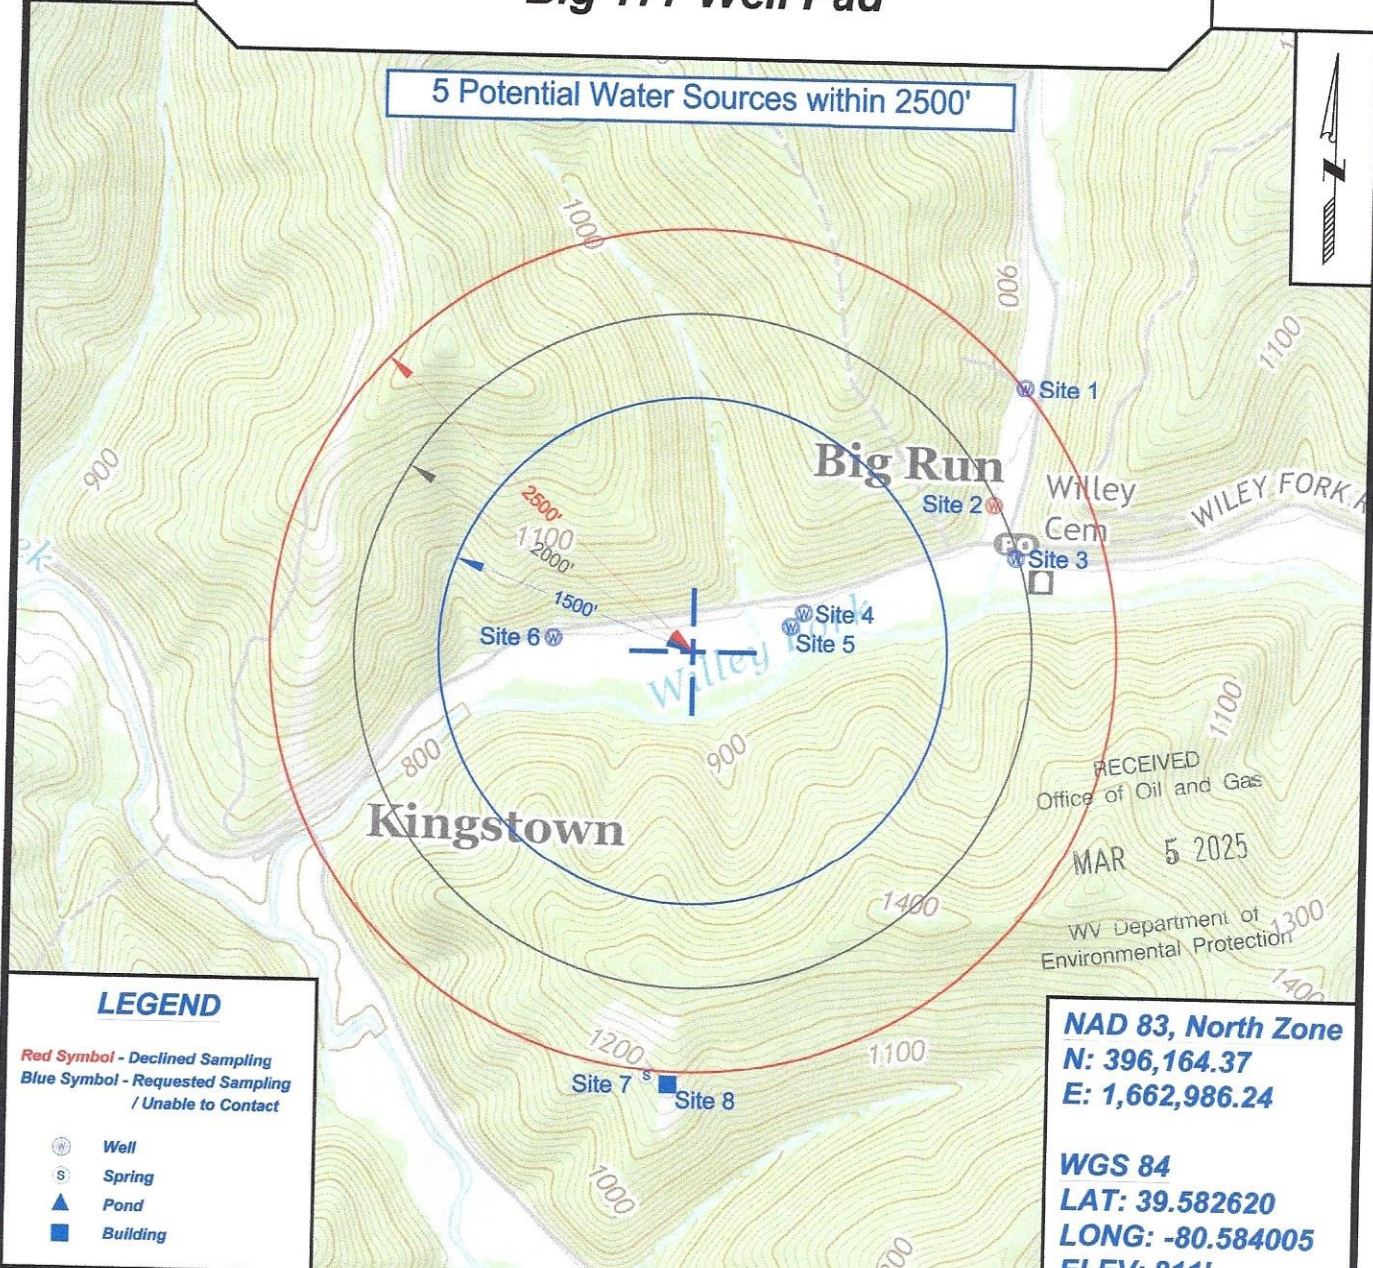 Well Pad
5 Potential Water Sources within 2500'
N
1000
900
1100
Site 1
900
Big Run
Willey
Cem
WILEY FORK
Site 2
PO
Site 3
2500'
1100
2000'
1500'
Site 4
Site 5
Site 6
Willey Fork
1100
800
900
Kingstown
RECEIVED
Office of Oil and Gas
MAR 5 2025
WV Department of
Environmental Protection
1400
1300
1400
1200
1100
Site 7
S
Site 8
1000
LEGEND
Red Symbol - Declined Sampling
Blue Symbol - Requested Sampling
/ Unable to Contact
W Well
S Spring
Pond
Building
NAD 83, North Zone
N: 396,164.37
E: 1,662,986.24
WGS 84
LAT: 39.582620
LONG: -80.584005